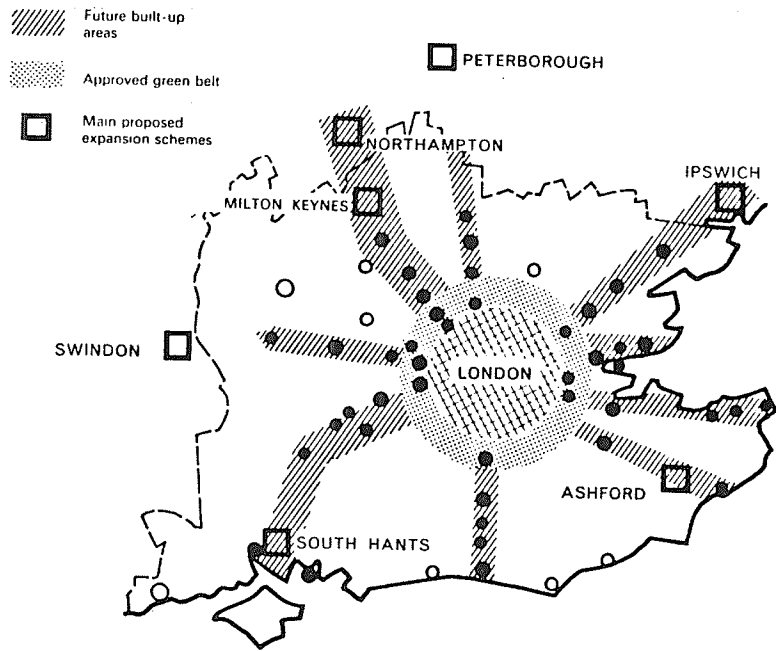 Future built-up
areas
Approved green belt
Main proposed
expansion schemes
PETERBOROUGH
NORTHAMPTON
IPSWICH
MILTON KEYNES
SWINDON
LONDON
ASHFORD
SOUTH HANTS